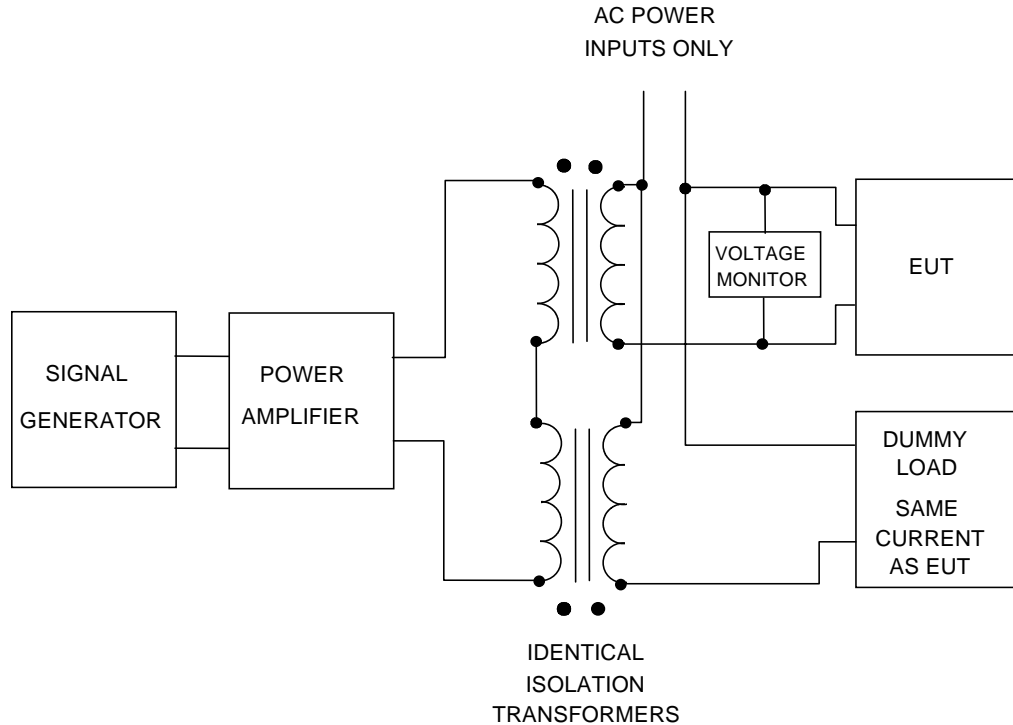 AC POWER
INPUTS ONLY
VOLTAGE
MONITOR
EUT
SIGNAL
GENERATOR
POWER
AMPLIFIER
DUMMY
LOAD
SAME
CURRENT
AS EUT
IDENTICAL
ISOLATION
TRANSFORMERS